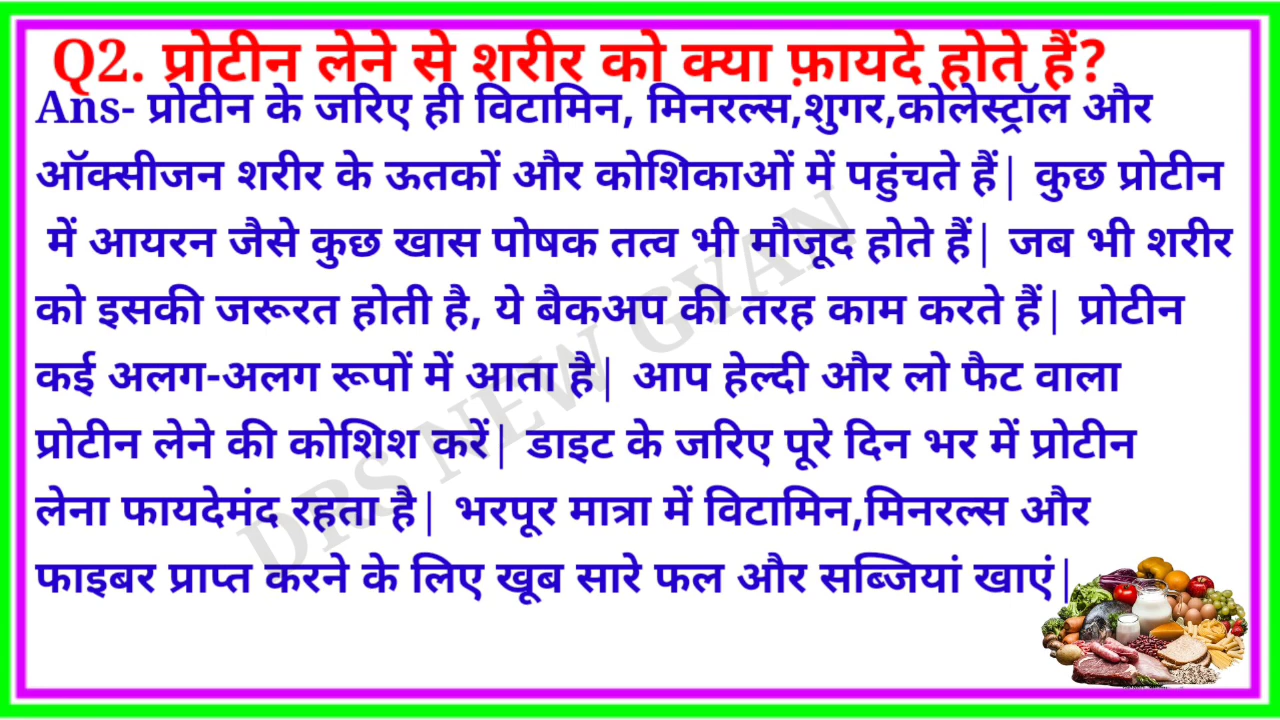 Q2. प्रोटीन लेने से शरीर को क्या फ़ायदे होते हैं?
Ans- प्रोटीन के जरिए ही विटामिन, मिनरल्स,शुगर,कोलेस्ट्रॉल और
ऑक्सीजन शरीर के ऊतकों और कोशिकाओं में पहुंचते हैं| कुछ प्रोटीन
में आयरन जैसे कुछ खास पोषक तत्व भी मौजूद होते हैं| जब भी शरीर
को इसकी जरूरत होती है, ये बैकअप की तरह काम करते हैं| प्रोटीन
कई अलग-अलग रूपों में आता है| आप हेल्दी और लो फैट वाला
प्रोटीन लेने की कोशिश करें| डाइट के जरिए पूरे दिन भर में प्रोटीन
लेना फायदेमंद रहता है| भरपूर मात्रा में विटामिन,मिनरल्स और
फाइबर प्राप्त करने के लिए खूब सारे फल और सब्जियां खाएं|
DRS NEW GYAN